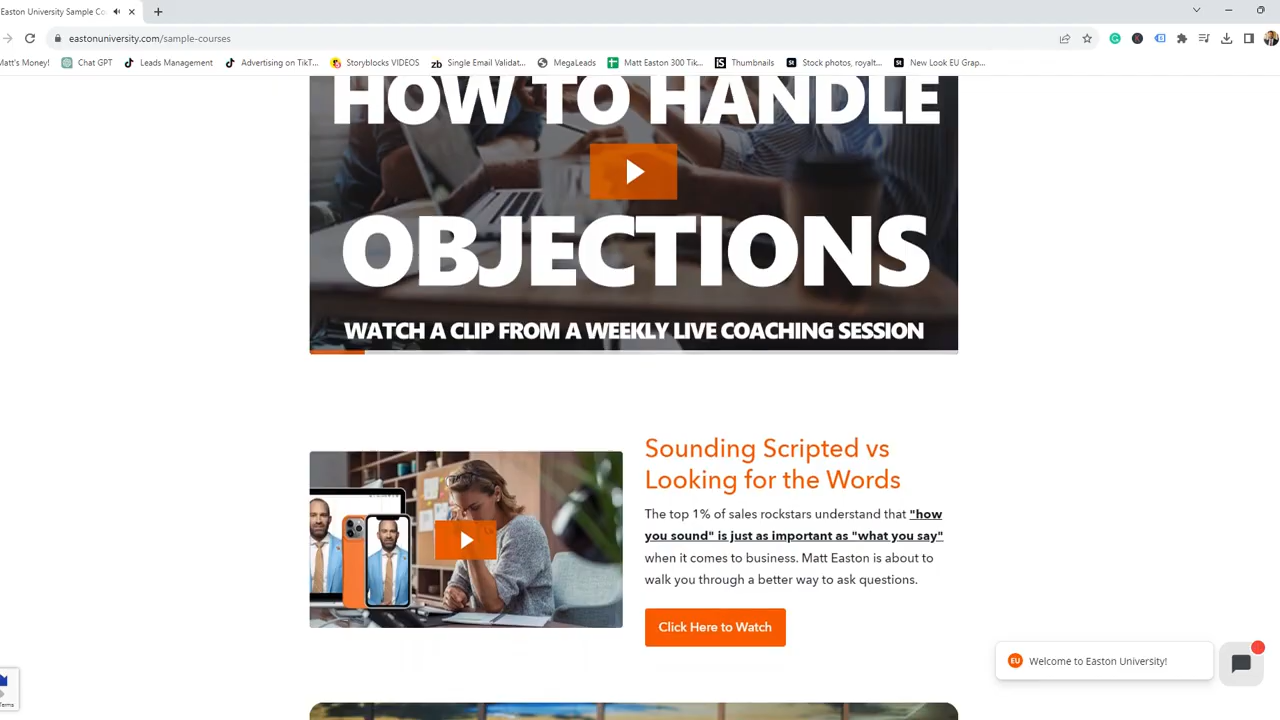 Easton University Sample Co
eastonuniversity.com/sample-courses
Matt's Money!
Chat GPT
Leads Management
Advertising on TikT...
Storyblocks VIDEOS
zb Single Email Validat...
MegaLeads
Matt Easton 300 Tik...
Thumbnails
Stock photos, royalt...
New Look EU Grap...
HOW TO HANDLE
OBJECTIONS
WATCH A CLIP FROM A WEEKLY LIVE COACHING SESSION
Sounding Scripted vs
Looking for the Words
The top 1% of sales rockstars understand that "how
you sound" is just as important as "what you say"
when it comes to business. Matt Easton is about to
walk you through a better way to ask questions.
Click Here to Watch
EU Welcome to Easton University!
Terms